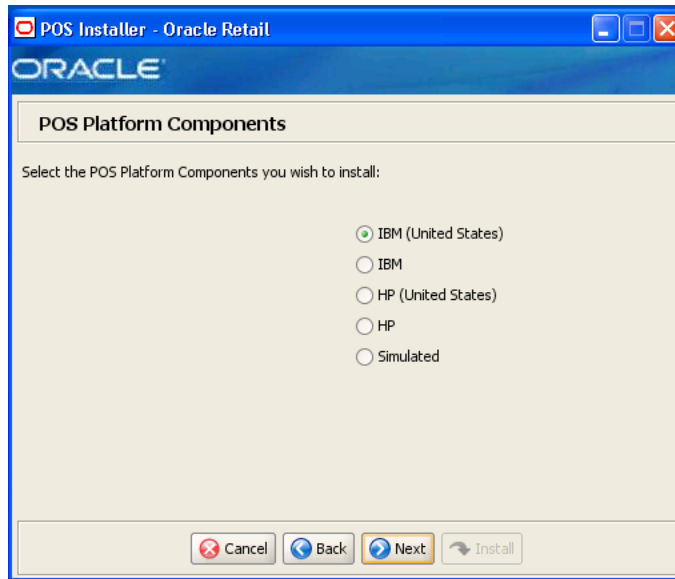 POS Installer - Oracle Retail
ORACLE
POS Platform Components
Select the POS Platform Components you wish to install:
IBM (United States)
IBM
HP (United States)
HP
Simulated
Cancel Back Next Install